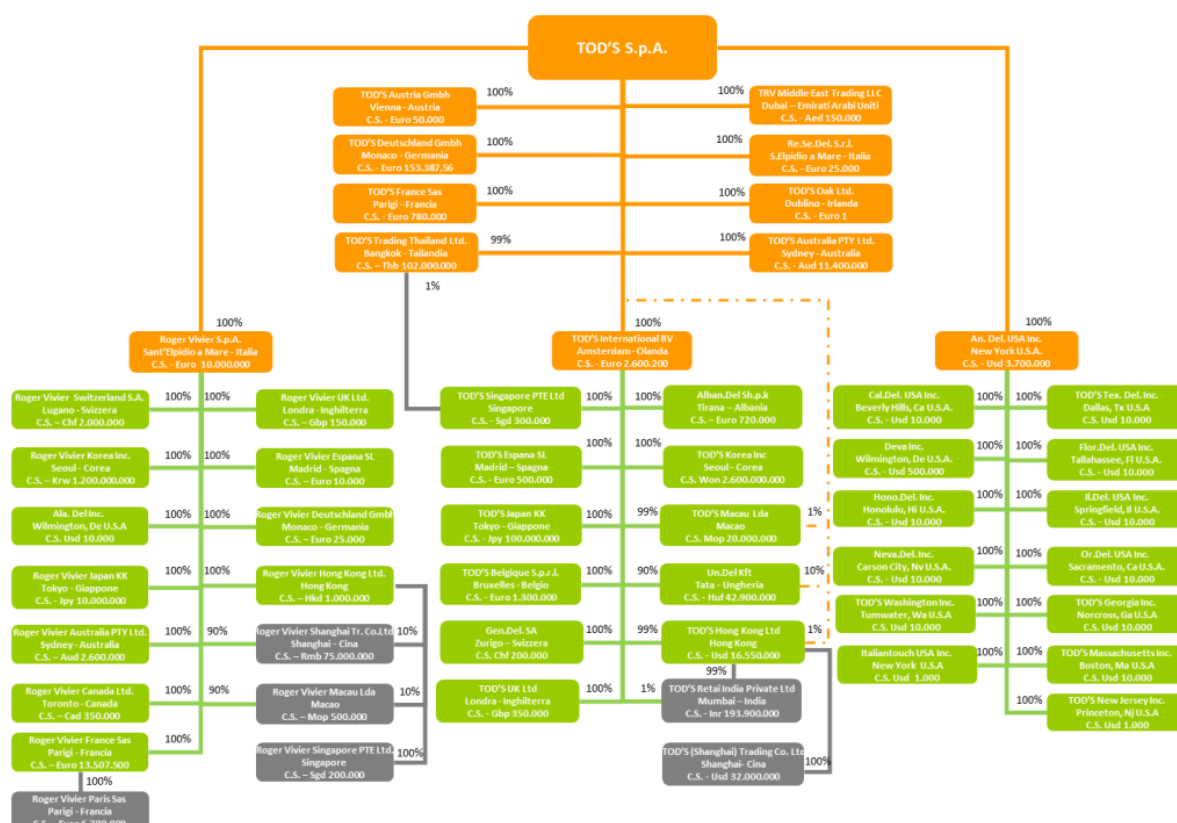 TOD'S S.p.A.
100%
TOD'S Austria Gmbh
Vienna - Austria
C.S. - Euro 50.000
100%
TRV Middle East Trading LLC
Dubai – Emirati Arabi Uniti
C.S. - Aed 150.000
100%
TOD'S Deutschland Gmbh
Monaco - Germania
C.S. - Euro 153.387,56
100%
Re.Se.Del. S.r.l.
S.Elpidio a Mare - Italia
C.S. - Euro 25.000
100%
TOD'S France Sas
Parigi - Francia
C.S. - Euro 780.000
100%
TOD'S Oak Ltd.
Dublino - Irlanda
C.S. - Euro 1
99%
TOD'S Trading Thailand Ltd.
Bangkok - Tailandia
C.S. – Thb 102.000.000
100%
TOD'S Australia PTY Ltd.
Sydney - Australia
C.S. - Aud 11.400.000
1%
100%
Roger Vivier S.p.A.
Sant'Elpidio a Mare - Italia
C.S. - Euro 10.000.000
100%
TOD'S International BV
Amsterdam - Olanda
C.S. - Euro 2.600.200
100%
An. Del. USA Inc.
New York U.S.A.
C.S. - Usd 3.700.000
Roger Vivier Switzerland S.A.
Lugano - Svizzera
C.S. - Chf 2.000.000
100%
100%
Roger Vivier UK Ltd.
Londra - Inghilterra
C.S. - Gbp 150.000
Roger Vivier Korea Inc.
Seoul - Corea
C.S. – Krw 1.200.000.000
100%
100%
Roger Vivier Espana SL
Madrid - Spagna
C.S. – Euro 10.000
Ala. Del Inc.
Wilmington, De U.S.A
C.S. Usd 10.000
100%
100%
Roger Vivier Deutschland Gmbh
Monaco - Germania
C.S. – Euro 25.000
Roger Vivier Japan KK
Tokyo - Giappone
C.S. - Jpy 10.000.000
100%
100%
Roger Vivier Hong Kong Ltd.
Hong Kong
C.S. – Hkd 1.000.000
Roger Vivier Australia PTY Ltd.
Sydney - Australia
C.S. – Aud 2.600.000
100%
90%
Roger Vivier Shanghai Tr. Co.Ltd
Shanghai - Cina
C.S. – Rmb 75.000.000
10%
Roger Vivier Canada Ltd.
Toronto - Canada
C.S. – Cad 350.000
100%
90%
Roger Vivier Macau Lda
Macao
C.S. – Mop 500.000
10%
Roger Vivier France Sas
Parigi - Francia
C.S. – Euro 13.507.500
100%
Roger Vivier Singapore PTE Ltd.
Singapore
C.S. – Sgd 200.000
100%
100%
Roger Vivier Paris Sas
Parigi - Francia
TOD'S Singapore PTE Ltd
Singapore
C.S. - Sgd 300.000
100%
100%
Alban.Del Sh.p.k
Tirana – Albania
C.S. – Euro 720.000
TOD'S Espana SL
Madrid – Spagna
C.S. - Euro 500.000
100%
100%
TOD'S Korea Inc
Seoul - Corea
C.S. Won 2.600.000.000
TOD'S Japan KK
Tokyo - Giappone
C.S. - Jpy 100.000.000
100%
99%
TOD'S Macau Lda
Macao
C.S. Mop 20.000.000
1%
TOD'S Belgique S.p.r.l.
Bruxelles - Belgio
C.S. - Euro 1.300.000
100%
90%
Un.Del Kft
Tata - Ungheria
C.S. - Huf 42.900.000
10%
Gen.Del. SA
Zurigo – Svizzera
C.S. Chf 200.000
100%
99%
TOD'S Hong Kong Ltd
Hong Kong
C.S. - Usd 16.550.000
1%
99%
TOD'S UK Ltd
Londra - Inghilterra
C.S. - Gbp 350.000
100%
1%
TOD'S Retai India Private Ltd
Mumbai – India
C.S. - Inr 193.900.000
TOD'S (Shanghai) Trading Co. Ltd
Shanghai- Cina
C.S. - Usd 32.000.000
100%
Cal.Del. USA Inc.
Beverly Hills, Ca U.S.A.
C.S. - Usd 10.000
100%
100%
TOD'S Tex. Del. Inc.
Dallas, Tx U.S.A
C.S. - Usd 10.000
Deva Inc.
Wilmington, De U.S.A.
C.S. - Usd 500.000
100%
100%
Flor.Del. USA Inc.
Tallahassee, Fl U.S.A.
C.S. - Usd 10.000
Hono.Del. Inc.
Honolulu, Hi U.S.A.
C.S. – Usd 10.000
100%
100%
Il.Del. USA Inc.
Springfield, Il U.S.A.
C.S. - Usd 10.000
Neva.Del. Inc.
Carson City, Nv U.S.A.
C.S. - Usd 10.000
100%
100%
Or.Del. USA Inc.
Sacramento, Ca U.S.A.
C.S. - Usd 10.000
TOD'S Washington Inc.
Tumwater, Wa U.S.A
C.S. Usd 10.000
100%
100%
TOD'S Georgia Inc.
Norcross, Ga U.S.A
C.S. Usd 10.000
Italiantouch USA Inc.
New York U.S.A
C.S. Usd 1.000
100%
100%
TOD'S Massachusetts Inc.
Boston, Ma U.S.A
C.S. Usd 10.000
100%
TOD'S New Jersey Inc.
Princeton, Nj U.S.A
C.S. Usd 1.000